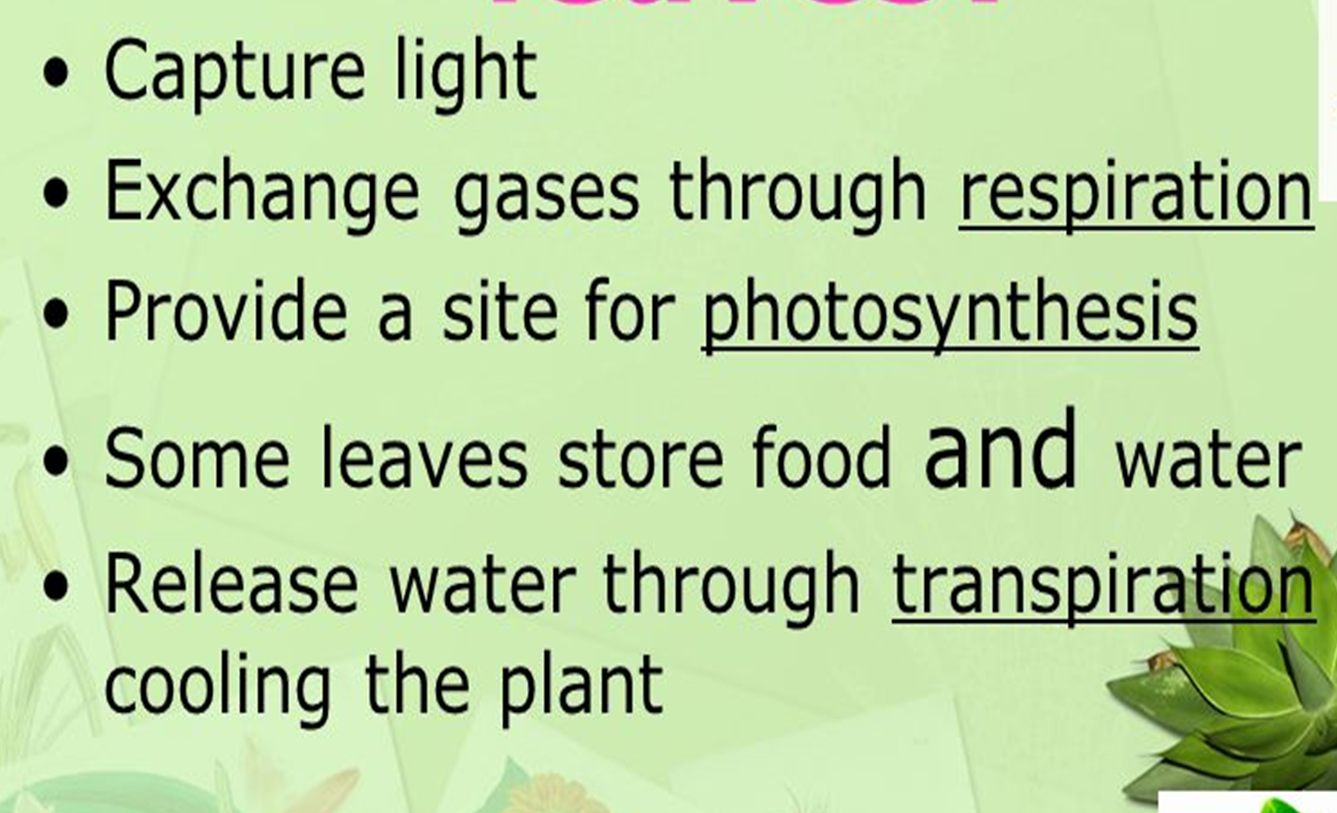 • Capture light
• Exchange gases through respiration
• Provide a site for photosynthesis
• Some leaves store food and water
• Release water through transpiration
cooling the plant